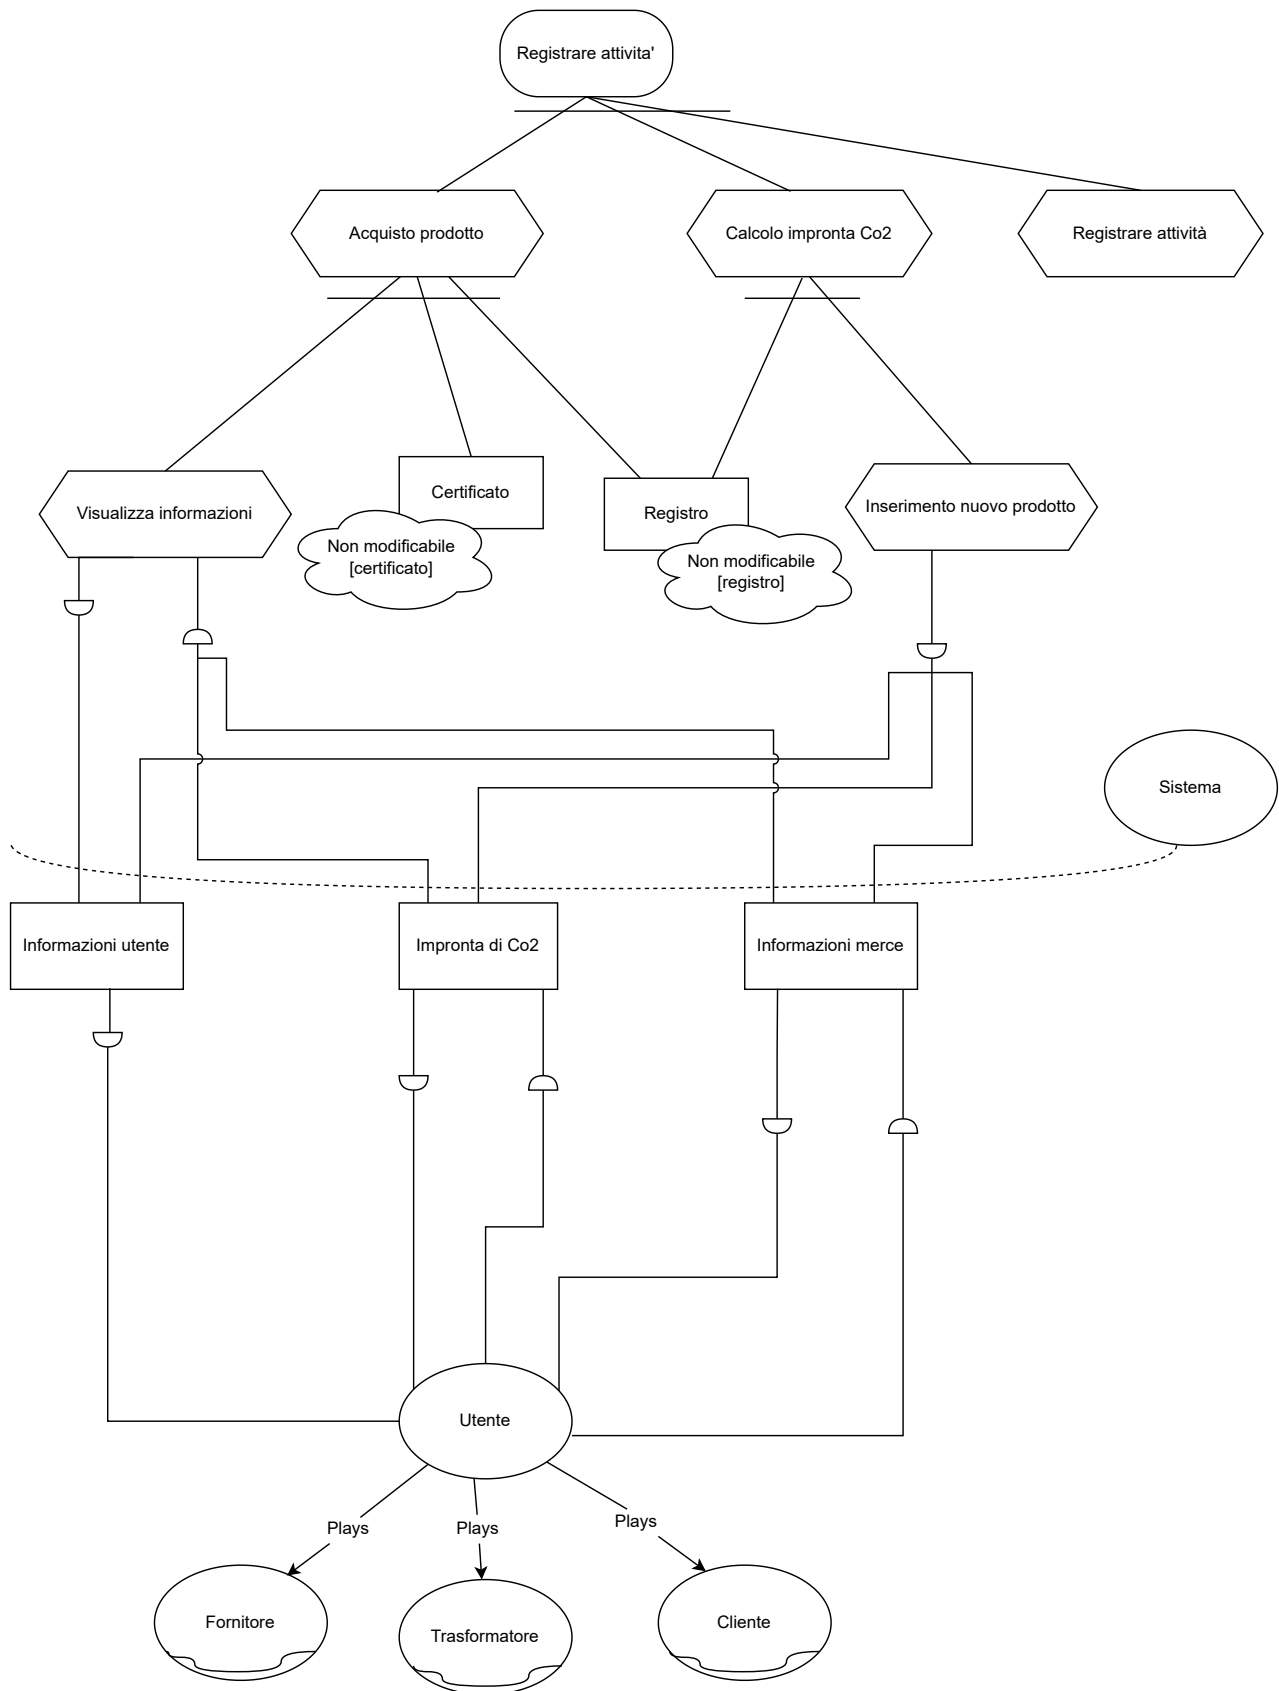 Registrare attivita'
Acquisto prodotto
Calcolo impronta Co2
Registrare attività
Visualizza informazioni
Certificato
Non modificabile
[certificato]
Registro
Non modificabile
[registro]
Inserimento nuovo prodotto
Sistema
Informazioni utente
Impronta di Co2
Informazioni merce
Utente
Plays
Plays
Plays
Fornitore
Trasformatore
Cliente